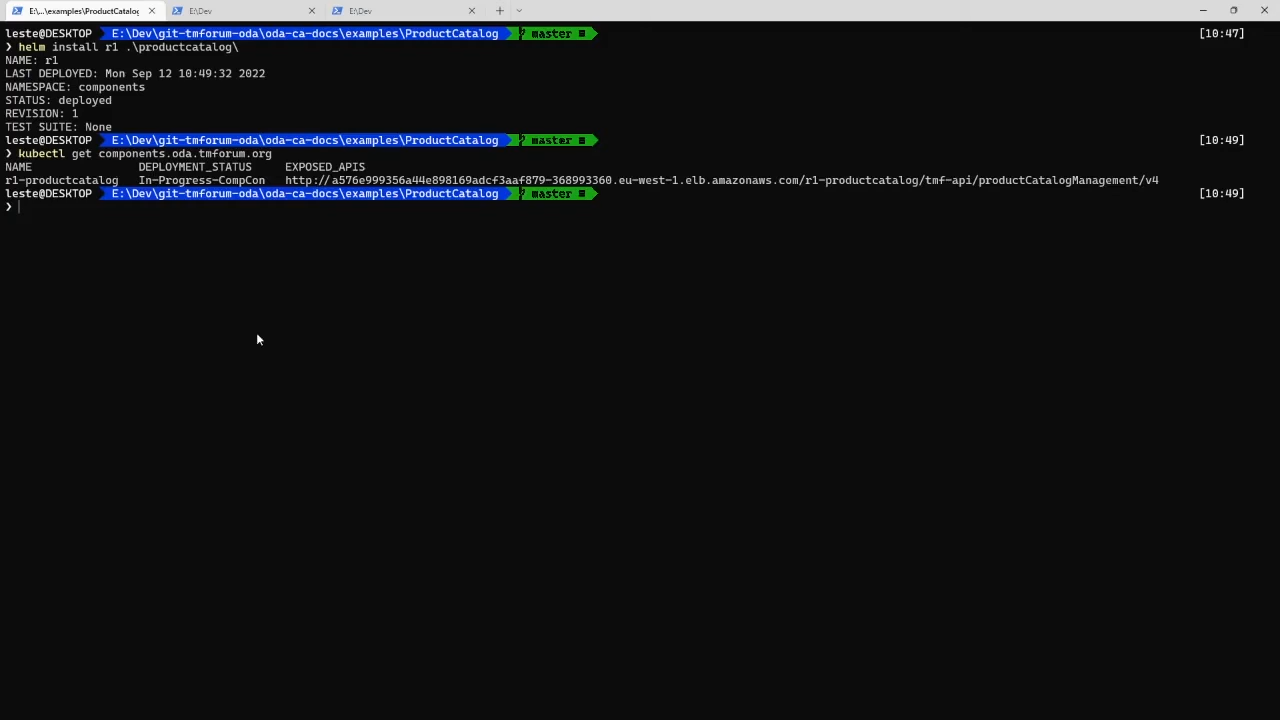 E:\...\examples\ProductCatalog
E:\Dev
E:\Dev
leste@DESKTOP E:\Dev\git-tmforum-oda\oda-ca-docs\examples\ProductCatalog master [10:47]
❯ helm install r1 .\productcatalog\
NAME: r1
LAST DEPLOYED: Mon Sep 12 10:49:32 2022
NAMESPACE: components
STATUS: deployed
REVISION: 1
TEST SUITE: None
leste@DESKTOP E:\Dev\git-tmforum-oda\oda-ca-docs\examples\ProductCatalog master [10:49]
❯ kubectl get components.oda.tmforum.org
NAME DEPLOYMENT_STATUS EXPOSED_APIS
r1-productcatalog In-Progress-CompCon http://a576e999356a44e898169adcf3aaf879-368993360.eu-west-1.elb.amazonaws.com/r1-productcatalog/tmf-api/productCatalogManagement/v4
leste@DESKTOP E:\Dev\git-tmforum-oda\oda-ca-docs\examples\ProductCatalog master [10:49]
❯